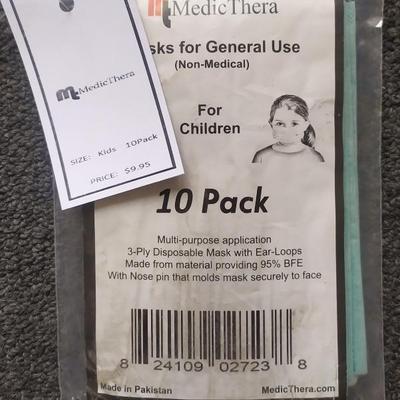 mt MedicThera
sks for General Use
(Non-Medical)
For
Children
10 Pack
Multi-purpose application
3-Ply Disposable Mask with Ear-Loops
Made from material providing 95% BFE
With Nose pin that molds mask securely to face
8 24109 02723 8
Made in Pakistan
MedicThera.com
mt MedicThera
SIZE: Kids 10Pack
PRICE: $9.95